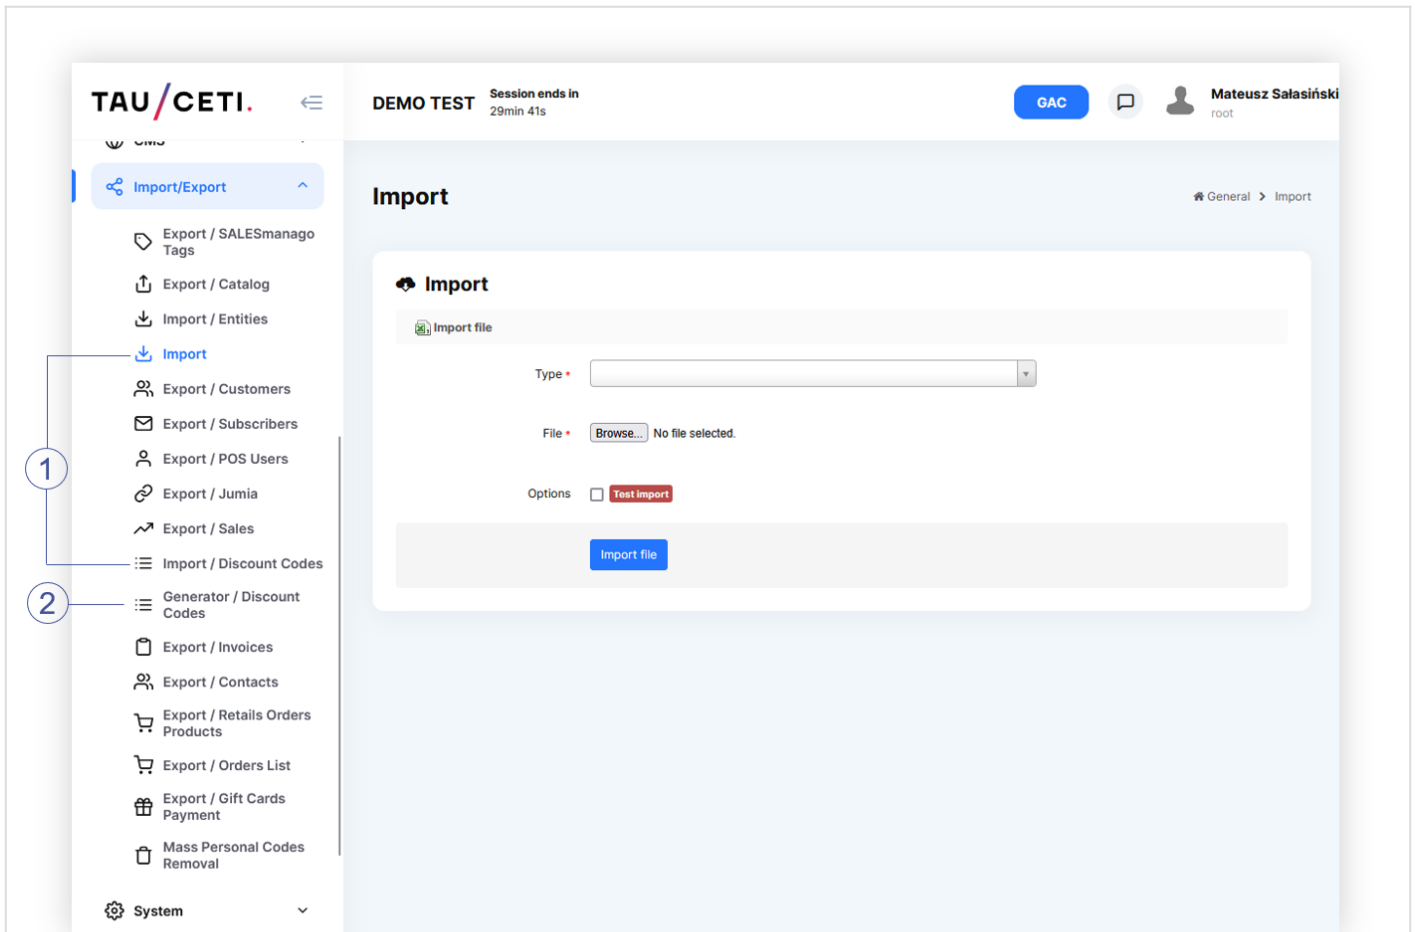 TAU/CETI.
DEMO TEST
Session ends in
29min 41s
GAC
Mateusz Sałasiński
root
CMS
Import/Export
Export / SALESmanago
Tags
Export / Catalog
Import / Entities
Import
Export / Customers
Export / Subscribers
Export / POS Users
Export / Jumia
Export / Sales
Import / Discount Codes
Generator / Discount
Codes
Export / Invoices
Export / Contacts
Export / Retails Orders
Products
Export / Orders List
Export / Gift Cards
Payment
Mass Personal Codes
Removal
System
1
2
Import
General > Import
Import
Import file
Type *
File *
Browse... No file selected.
Options
Test import
Import file